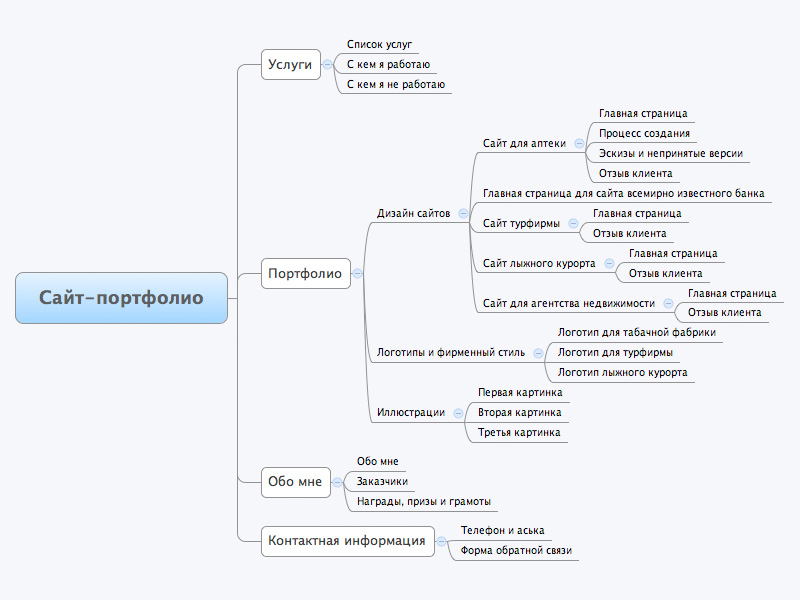 Сайт-портфолио
Услуги
Список услуг
С кем я работаю
С кем я не работаю
Портфолио
Дизайн сайтов
Сайт для аптеки
Главная страница
Процесс создания
Эскизы и непринятые версии
Отзыв клиента
Главная страница для сайта всемирно известного банка
Сайт турфирмы
Главная страница
Отзыв клиента
Сайт лыжного курорта
Главная страница
Отзыв клиента
Сайт для агентства недвижимости
Главная страница
Отзыв клиента
Логотипы и фирменный стиль
Логотип для табачной фабрики
Логотип для турфирмы
Логотип лыжного курорта
Иллюстрации
Первая картинка
Вторая картинка
Третья картинка
Обо мне
Обо мне
Заказчики
Награды, призы и грамоты
Контактная информация
Телефон и аська
Форма обратной связи